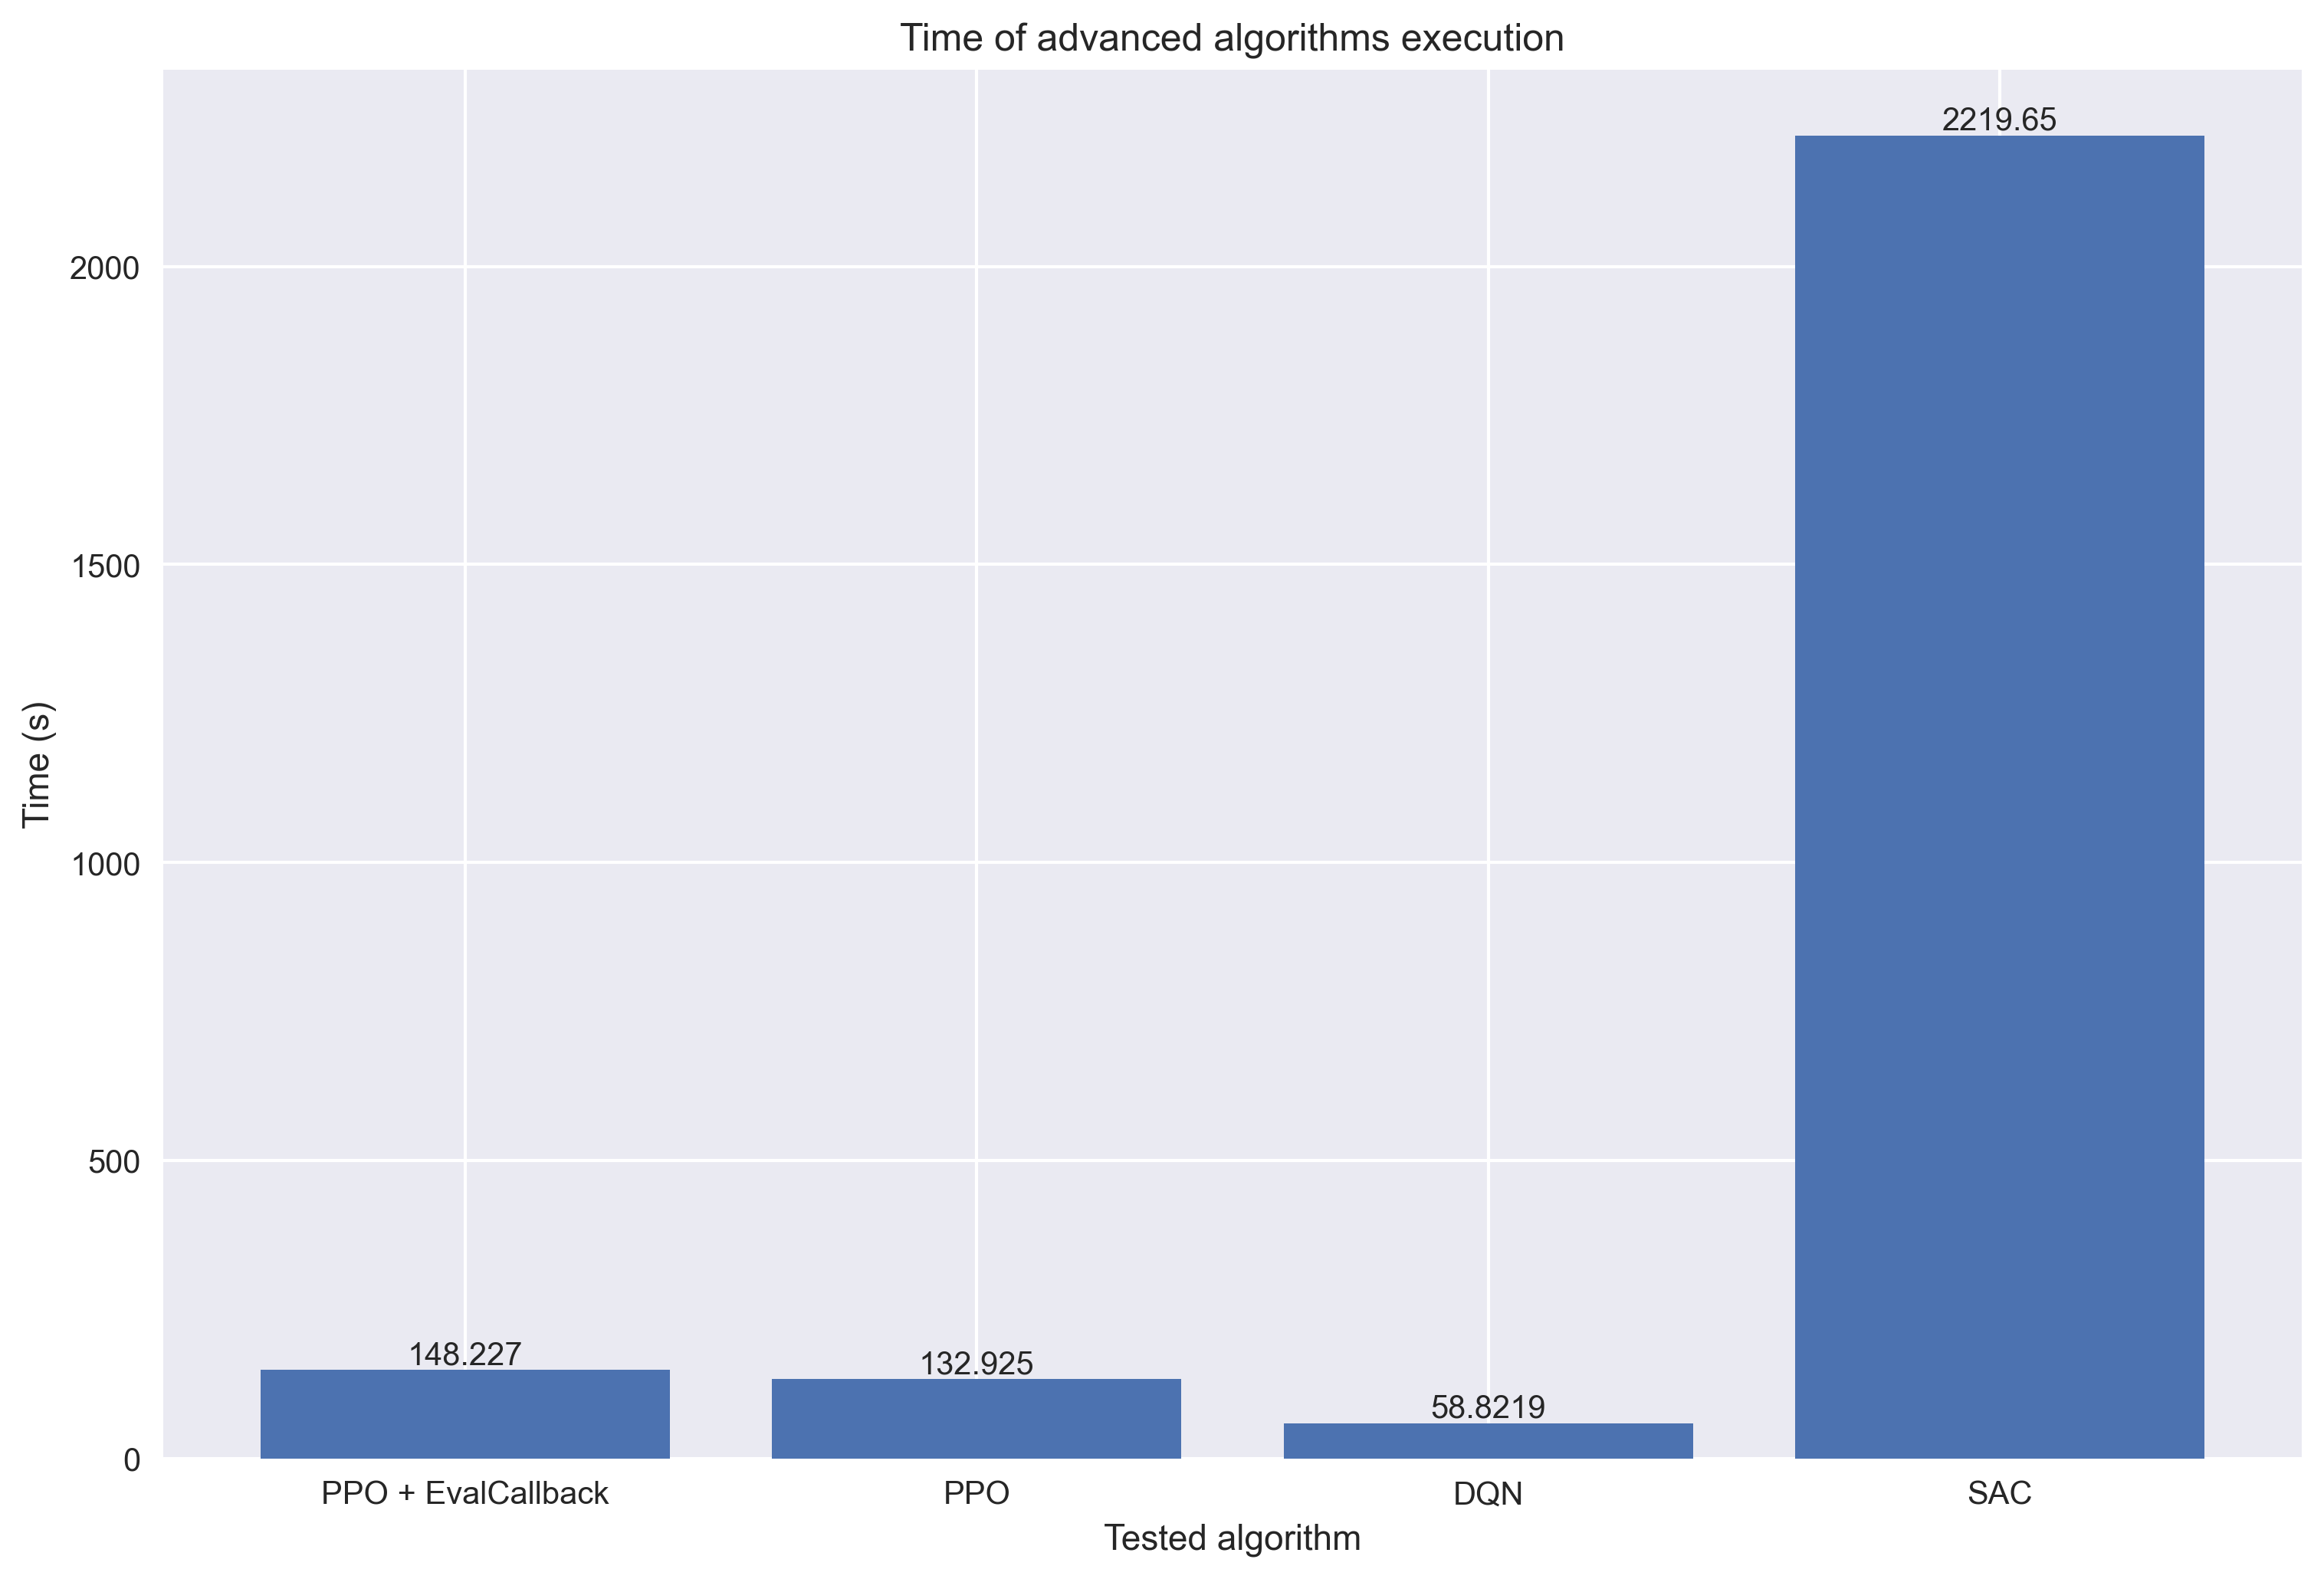 Time of advanced algorithms execution
2219.65
2000
1500
Time (s)
1000
500
148.227
132.925
58.8219
0
PPO + EvalCallback
PPO
DQN
SAC
Tested algorithm